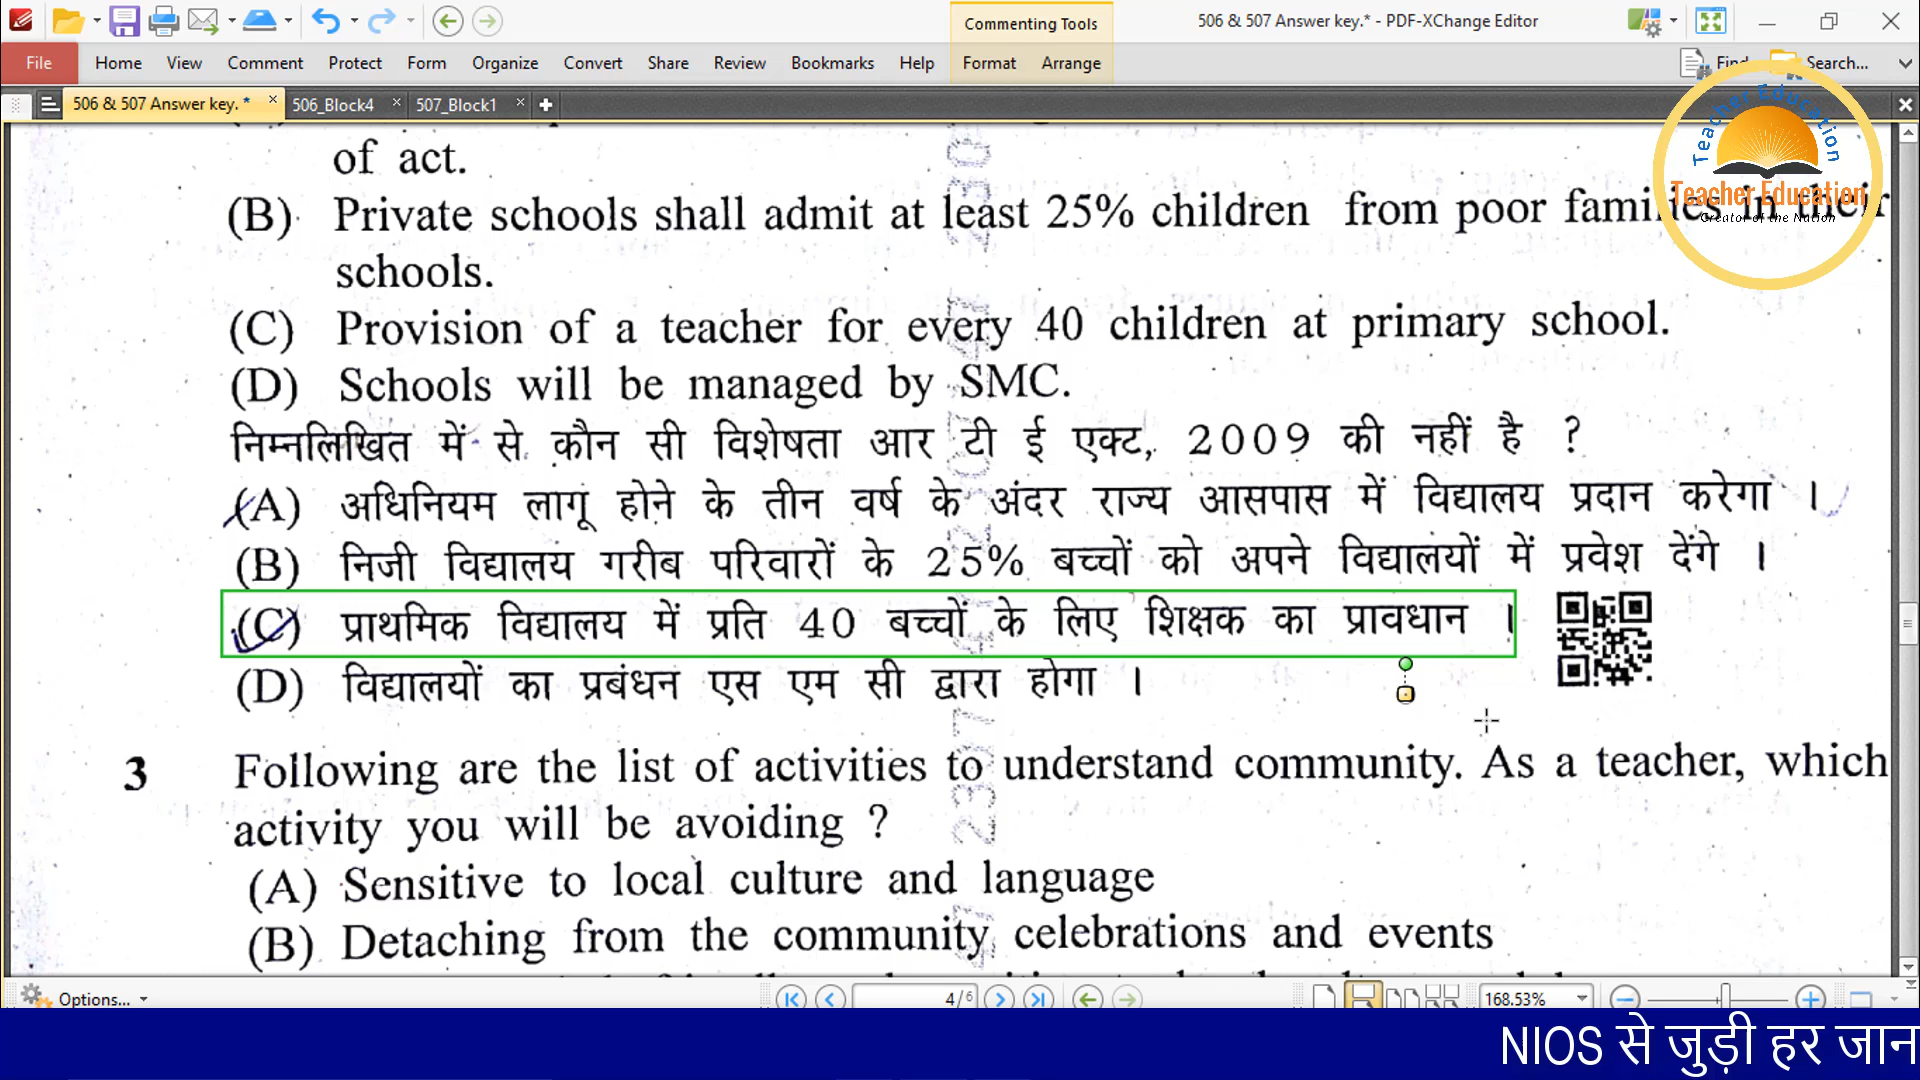 Commenting Tools
506 & 507 Answer key.* - PDF-XChange Editor
File Home View Comment Protect Form Organize Convert Share Review Bookmarks Help Format Arrange Find Search...
506 & 507 Answer key. * 506_Block4 507_Block1
Teacher Education
Teacher Education
Creator of the Nation
of act.
(B) Private schools shall admit at least 25% children from poor families in their
schools.
(C) Provision of a teacher for every 40 children at primary school.
(D) Schools will be managed by SMC.
निम्नलिखित में से कौन सी विशेषता आर टी ई एक्ट, 2009 की नहीं है ?
(A) अधिनियम लागू होने के तीन वर्ष के अंदर राज्य आसपास में विद्यालय प्रदान करेगा ।
(B) निजी विद्यालय गरीब परिवारों के 25% बच्चों को अपने विद्यालयों में प्रवेश देंगे ।
(C) प्राथमिक विद्यालय में प्रति 40 बच्चों के लिए शिक्षक का प्रावधान ।
(D) विद्यालयों का प्रबंधन एस एम सी द्वारा होगा ।
3 Following are the list of activities to understand community. As a teacher, which
activity you will be avoiding ?
(A) Sensitive to local culture and language
(B) Detaching from the community celebrations and events
Options... 4 / 6 168.53%
NIOS से जुड़ी हर जान